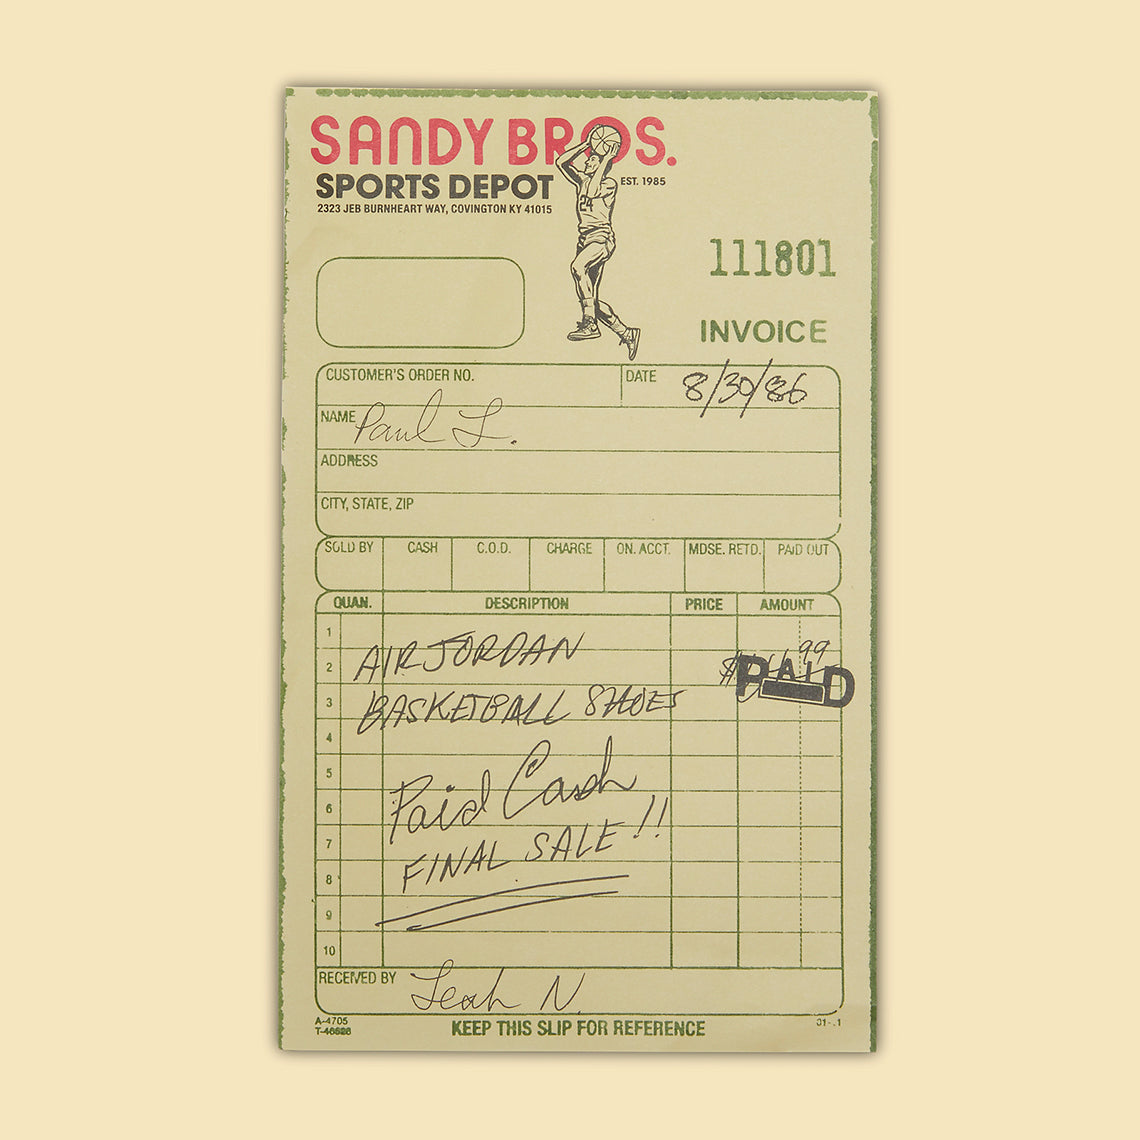 SANDY BROS.
SPORTS DEPOT
EST. 1985
2323 JEB BURNHEART WAY, COVINGTON KY 41015
24
111801
INVOICE
CUSTOMER'S ORDER NO.
DATE 8/30/86
NAME Paul L.
ADDRESS
CITY, STATE, ZIP
SOLD BY CASH C.O.D. CHARGE ON. ACCT. MDSE. RETD. PAID OUT
QUAN. DESCRIPTION PRICE AMOUNT
1
2 AIR JORDAN $ 99 PAID
3 BASKETBALL SHOES
4
5
6 Paid Cash
7
8 FINAL SALE!!
9
10
RECEIVED BY Leah N.
A-4705
T-46626
KEEP THIS SLIP FOR REFERENCE